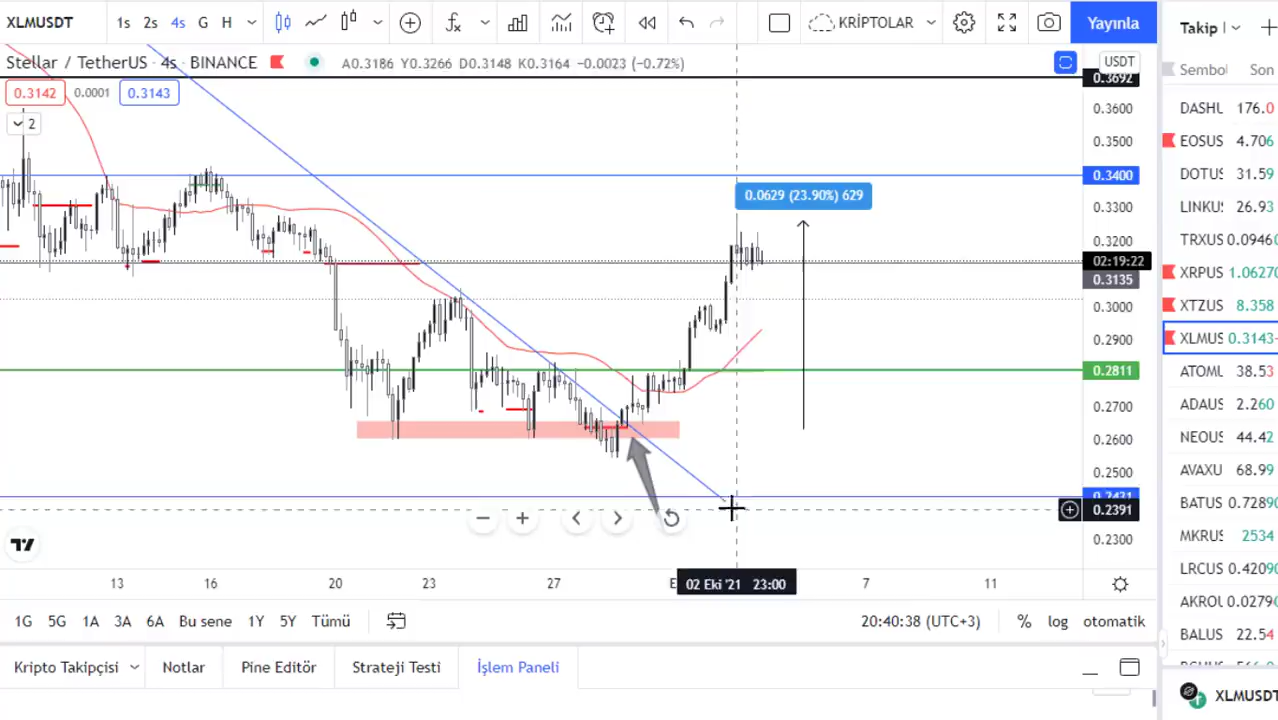 XLMUSDT 1s 2s 4s G H KRİPTOLAR Yayınla
Takip
Stellar / TetherUS · 4s · BINANCE A0.3186 Y0.3266 D0.3148 K0.3164 −0.0023 (−0.72%)
USDT
Sembol Son
0.3142 0.0001 0.3143
0.3692
2
0.3600
0.3500
0.3400
0.3300
0.3200
02:19:22
0.3135
0.3000
0.2900
0.2811
0.2700
0.2600
0.2500
0.2391
0.2300
0.0629 (23.90%) 629
DASHU 176.0
EOSUS 4.706
DOTUS 31.59
LINKUS 26.93
TRXUS 0.0946
XRPUS 1.0627
XTZUS 8.358
XLMUS 0.3143
ATOMU 38.53
ADAUS 2.260
NEOUS 44.42
AVAXU 68.99
BATUS 0.7289
MKRUS 2534
LRCUS 0.4209
AKROU 0.0279
BALUS 22.54
13 16 20 23 27 02 Eki '21 23:00 7 11
1G 5G 1A 3A 6A Bu sene 1Y 5Y Tümü 20:40:38 (UTC+3) % log otomatik
Kripto Takipçisi Notlar Pine Editör Strateji Testi İşlem Paneli
XLMUSDT